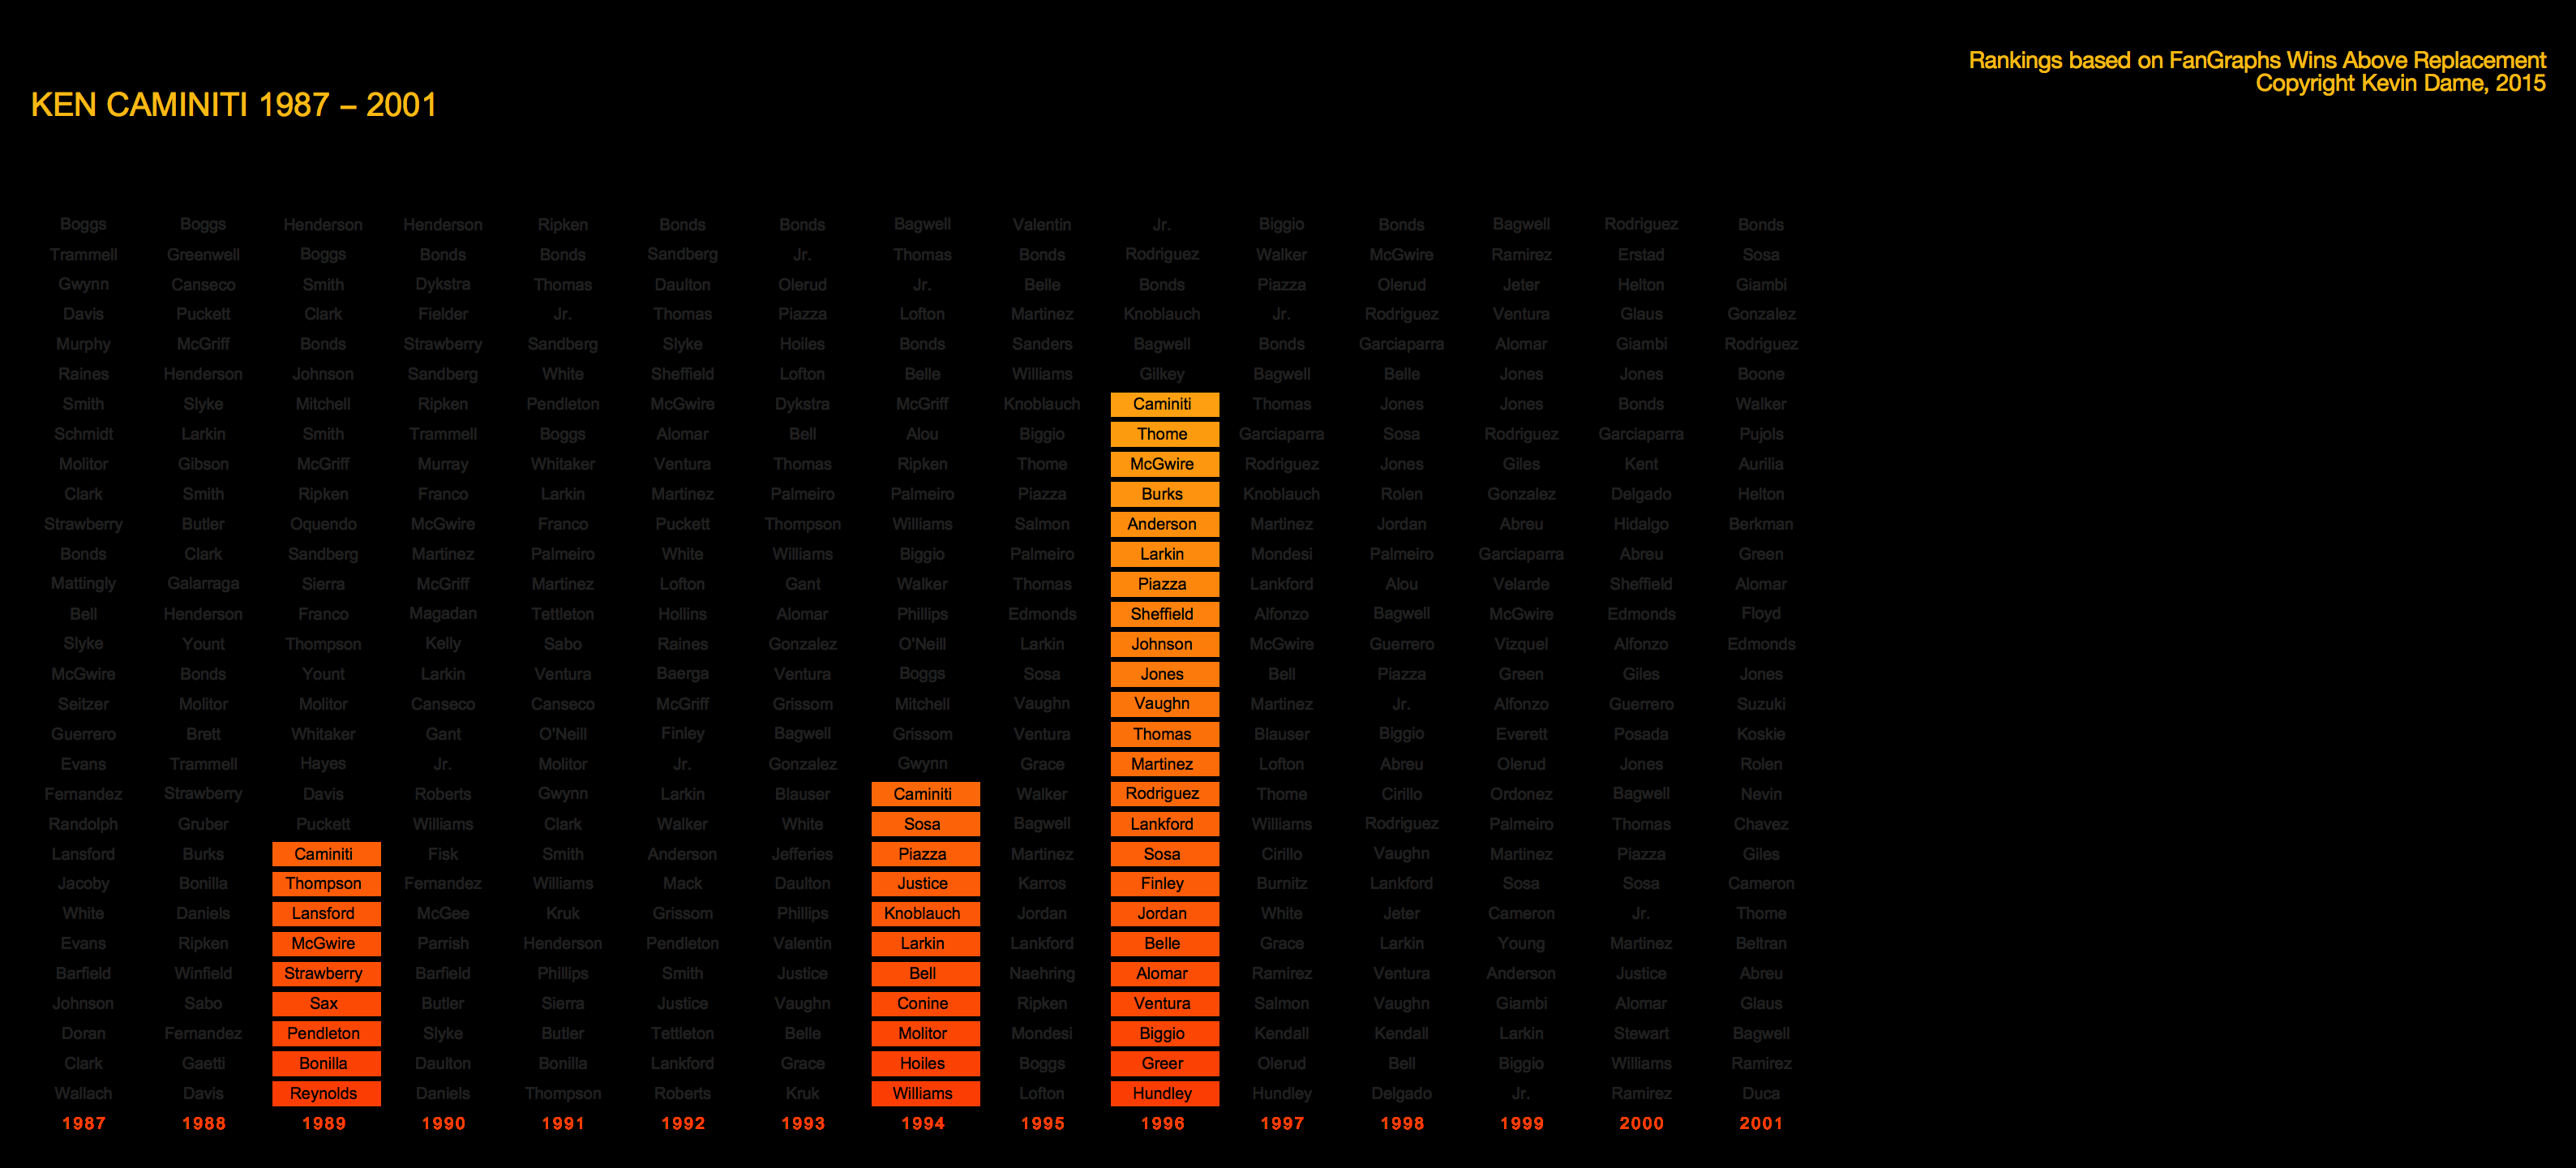 Rankings based on FanGraphs Wins Above Replacement
Copyright Kevin Dame, 2015
KEN CAMINITI 1987 – 2001
Boggs Boggs Henderson Henderson Ripken Bonds Bonds Bagwell Valentin Jr. Biggio Bonds Bagwell Rodriguez Bonds
Trammell Greenwell Boggs Bonds Bonds Sandberg Jr. Thomas Bonds Rodriguez Walker McGwire Ramirez Erstad Sosa
Gwynn Canseco Smith Dykstra Thomas Daulton Olerud Jr. Belle Bonds Piazza Olerud Jeter Helton Giambi
Davis Puckett Clark Fielder Jr. Thomas Piazza Lofton Martinez Knoblauch Jr. Rodriguez Ventura Glaus Gonzalez
Murphy McGriff Bonds Strawberry Sandberg Slyke Hoiles Bonds Sanders Bagwell Bonds Garciaparra Alomar Giambi Rodriguez
Raines Henderson Johnson Sandberg White Sheffield Lofton Belle Williams Gilkey Bagwell Belle Jones Jones Boone
Smith Slyke Mitchell Ripken Pendleton McGwire Dykstra McGriff Knoblauch Caminiti Thomas Jones Jones Bonds Walker
Schmidt Larkin Smith Trammell Boggs Alomar Bell Alou Biggio Thome Garciaparra Sosa Rodriguez Garciaparra Pujols
Molitor Gibson McGriff Murray Whitaker Ventura Thomas Ripken Thome McGwire Rodriguez Jones Giles Kent Aurilia
Clark Smith Ripken Franco Larkin Martinez Palmeiro Palmeiro Piazza Burks Knoblauch Rolen Gonzalez Delgado Helton
Strawberry Butler Oquendo McGwire Franco Puckett Thompson Williams Salmon Anderson Martinez Jordan Abreu Hidalgo Berkman
Bonds Clark Sandberg Martinez Palmeiro White Williams Biggio Palmeiro Larkin Mondesi Palmeiro Garciaparra Abreu Green
Mattingly Galarraga Sierra McGriff Martinez Lofton Gant Walker Thomas Piazza Lankford Alou Velarde Sheffield Alomar
Bell Henderson Franco Magadan Tettleton Hollins Alomar Phillips Edmonds Sheffield Alfonzo Bagwell McGwire Edmonds Floyd
Slyke Yount Thompson Kelly Sabo Raines Gonzalez O'Neill Larkin Johnson McGwire Guerrero Vizquel Alfonzo Edmonds
McGwire Bonds Yount Larkin Ventura Baerga Ventura Boggs Sosa Jones Bell Piazza Green Giles Jones
Seitzer Molitor Molitor Canseco Canseco McGriff Grissom Mitchell Vaughn Vaughn Martinez Jr. Alfonzo Guerrero Suzuki
Guerrero Brett Whitaker Gant O'Neill Finley Bagwell Grissom Ventura Thomas Blauser Biggio Everett Posada Koskie
Evans Trammell Hayes Jr. Molitor Jr. Gonzalez Gwynn Grace Martinez Lofton Abreu Olerud Jones Rolen
Fernandez Strawberry Davis Roberts Gwynn Larkin Blauser Caminiti Walker Rodriguez Thome Cirillo Ordonez Bagwell Nevin
Randolph Gruber Puckett Williams Clark Walker White Sosa Bagwell Lankford Williams Rodriguez Palmeiro Thomas Chavez
Lansford Burks Caminiti Fisk Smith Anderson Jefferies Piazza Martinez Sosa Cirillo Vaughn Martinez Piazza Giles
Jacoby Bonilla Thompson Fernandez Williams Mack Daulton Justice Karros Finley Burnitz Lankford Sosa Sosa Cameron
White Daniels Lansford McGee Kruk Grissom Phillips Knoblauch Jordan Jordan White Jeter Cameron Jr. Thome
Evans Ripken McGwire Parrish Henderson Pendleton Valentin Larkin Lankford Belle Grace Larkin Young Martinez Beltran
Barfield Winfield Strawberry Barfield Phillips Smith Justice Bell Naehring Alomar Ramirez Ventura Anderson Justice Abreu
Johnson Sabo Sax Butler Sierra Justice Vaughn Conine Ripken Ventura Salmon Vaughn Giambi Alomar Glaus
Doran Fernandez Pendleton Slyke Butler Tettleton Belle Molitor Mondesi Biggio Kendall Kendall Larkin Stewart Bagwell
Clark Gaetti Bonilla Daulton Bonilla Lankford Grace Hoiles Boggs Greer Olerud Bell Biggio Williams Ramirez
Wallach Davis Reynolds Daniels Thompson Roberts Kruk Williams Lofton Hundley Hundley Delgado Jr. Ramirez Duca
1987 1988 1989 1990 1991 1992 1993 1994 1995 1996 1997 1998 1999 2000 2001